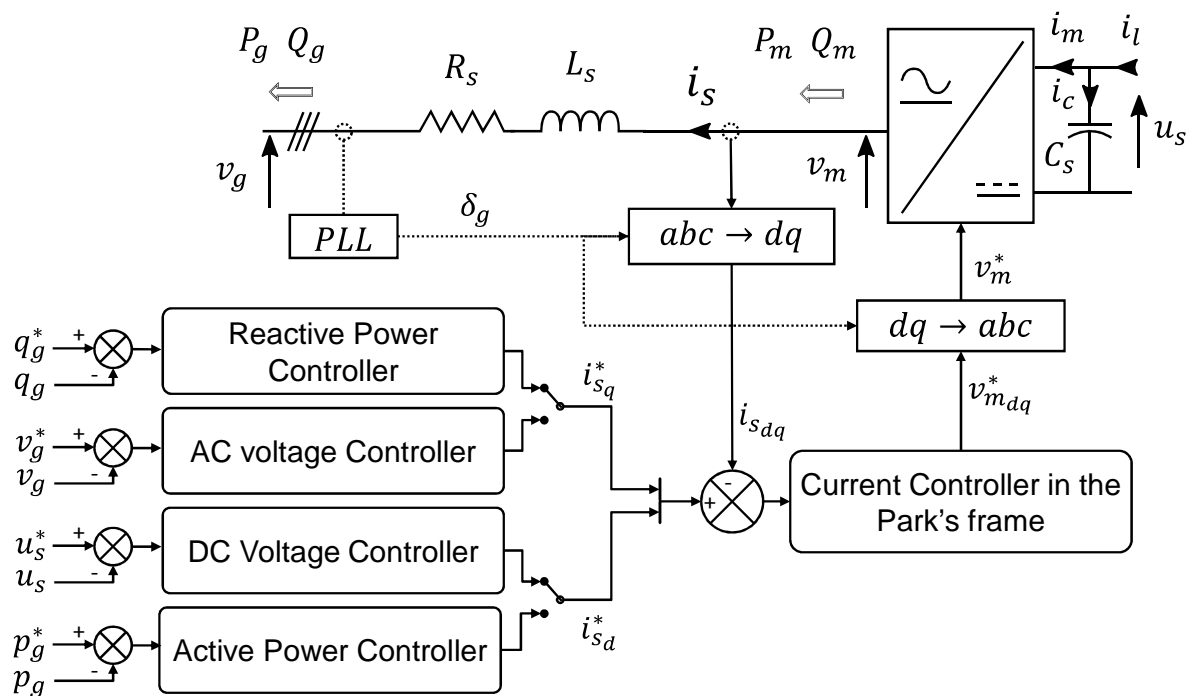 P_g Q_g
R_s
L_s
i_s
P_m Q_m
i_m
i_l
i_c
C_s
u_s
v_g
v_m
PLL
δ_g
abc → dq
v_m^*
dq → abc
v_{m_{dq}}^*
i_{s_{dq}}
q_g^*
+
q_g
-
Reactive Power
Controller
i_{s_q}^*
v_g^*
+
v_g
-
AC voltage Controller
-
+
Current Controller in the
Park's frame
u_s^*
+
u_s
-
DC Voltage Controller
i_{s_d}^*
p_g^*
+
p_g
-
Active Power Controller